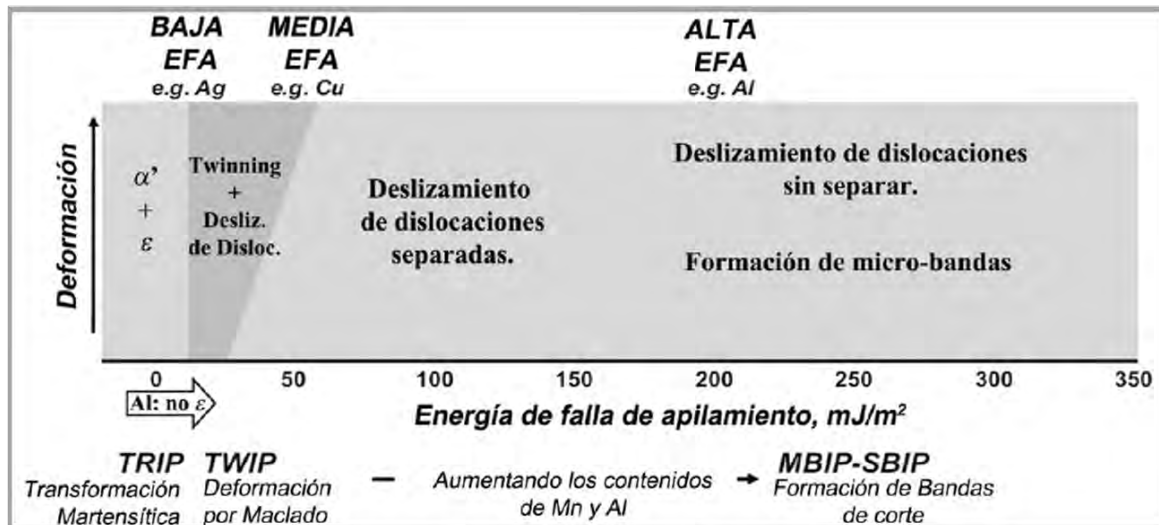 BAJA
EFA
e.g. Ag
MEDIA
EFA
e.g. Cu
ALTA
EFA
e.g. Al
Deformación
α’
+
ε
Twinning
+
Desliz.
de Disloc.
Deslizamiento
de dislocaciones
separadas.
Deslizamiento de dislocaciones
sin separar.
Formación de micro-bandas
0 50 100 150 200 250 300 350
Al: no ε
Energía de falla de apilamiento, mJ/m²
TRIP
Transformación
Martensítica
TWIP
Deformación
por Maclado
Aumentando los contenidos
de Mn y Al
MBIP-SBIP
Formación de Bandas
de corte